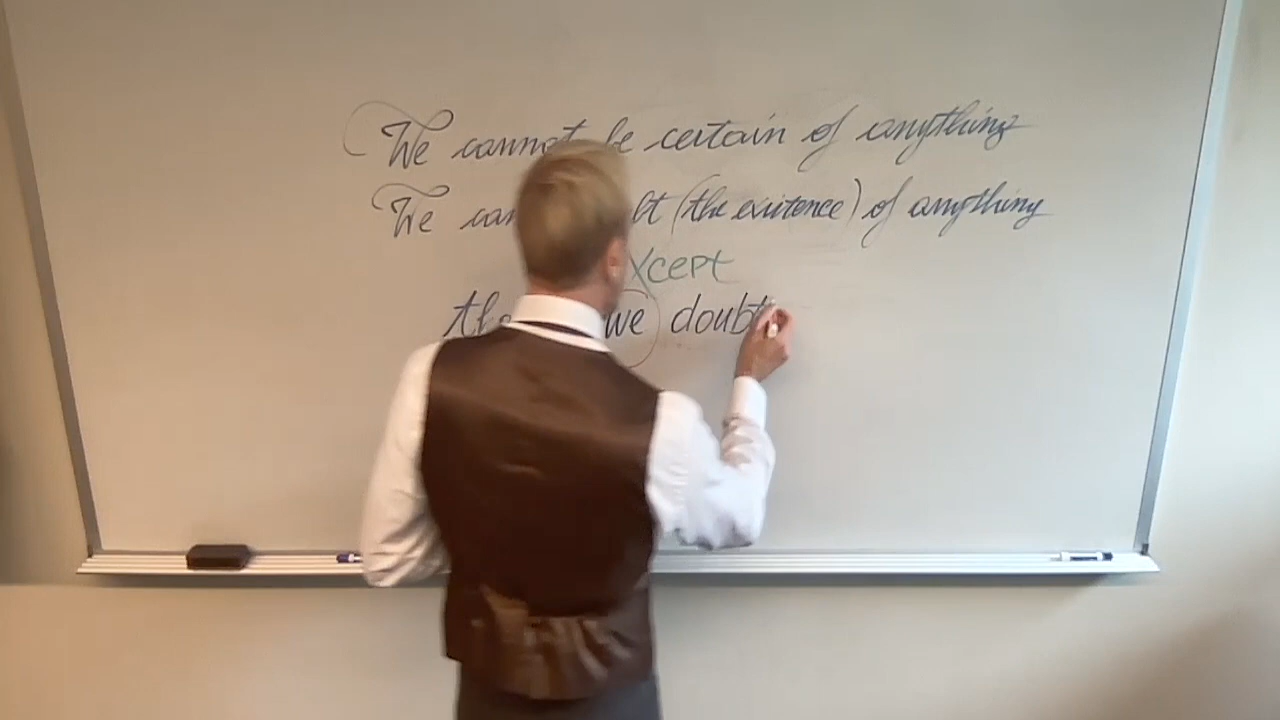 We cannot be certain of anything
We (the existence) of anything
xcept
we doubt